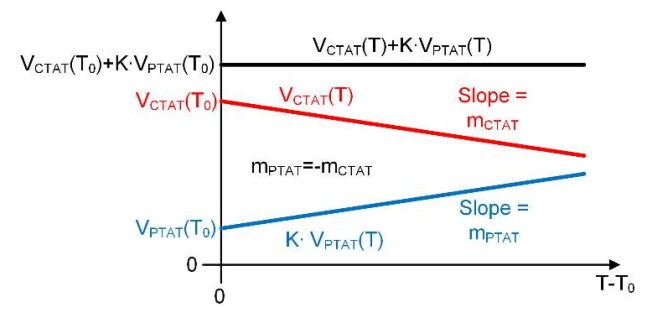 V_CTAT(T)+K·V_PTAT(T)
V_CTAT(T₀)+K·V_PTAT(T₀)
V_CTAT(T₀)
V_CTAT(T)
Slope =
m_CTAT
m_PTAT=-m_CTAT
V_PTAT(T₀)
K· V_PTAT(T)
Slope =
m_PTAT
0
T-T₀
0